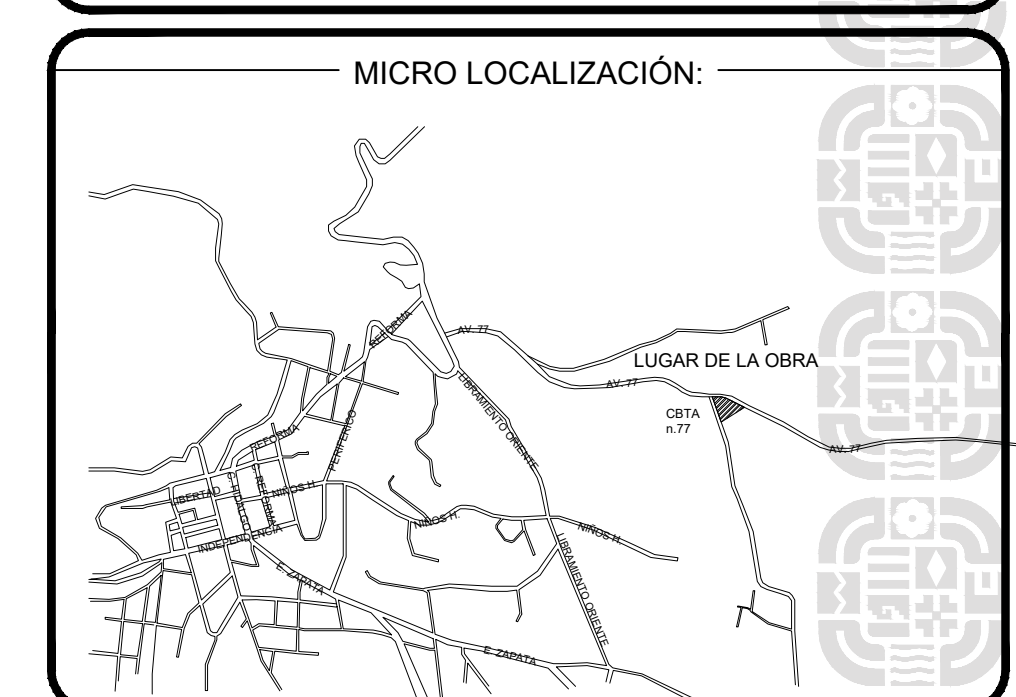 MICRO LOCALIZACIÓN:
REFORMA
AV. 77
LUGAR DE LA OBRA
AV. 77
LIBRAMIENTO ORIENTE
CBTA
n.77
PERIFERICO
REFORMA
AV. 77
C. HIDALGO
C. REFORMA
LIBERTAD
NIÑOS H.
NIÑOS H.
NIÑOS H.
INDEPENDENCIA
LIBRAMIENTO ORIENTE
E. ZAPATA
E. ZAPATA